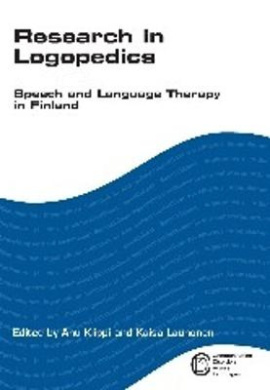 Research in
Logopedics
Speech and Language Therapy
in Finland
Edited by Anu Klippi and Kaisa Launonen